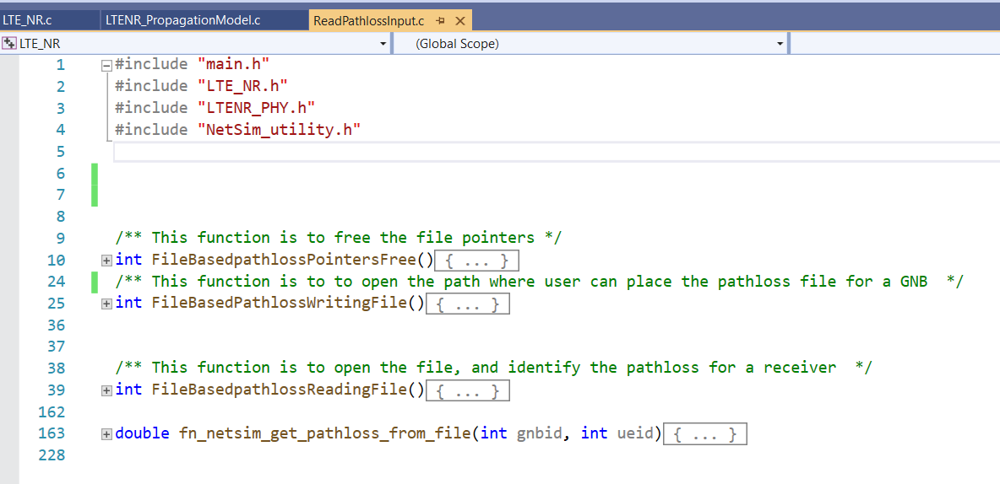 LTE_NR.c LTENR_PropagationModel.c ReadPathlossInput.c
LTE_NR (Global Scope)
1 #include "main.h"
2 #include "LTE_NR.h"
3 #include "LTENR_PHY.h"
4 #include "NetSim_utility.h"
5
6
7
8
9 /** This function is to free the file pointers */
10 int FileBasedpathlossPointersFree() { ... }
24 /** This function is to to open the path where user can place the pathloss file for a GNB  */
25 int FileBasedPathlossWritingFile() { ... }
36
37
38 /** This function is to open the file, and identify the pathloss for a receiver  */
39 int FileBasedpathlossReadingFile() { ... }
162
163 double fn_netsim_get_pathloss_from_file(int gnbid, int ueid) { ... }
228